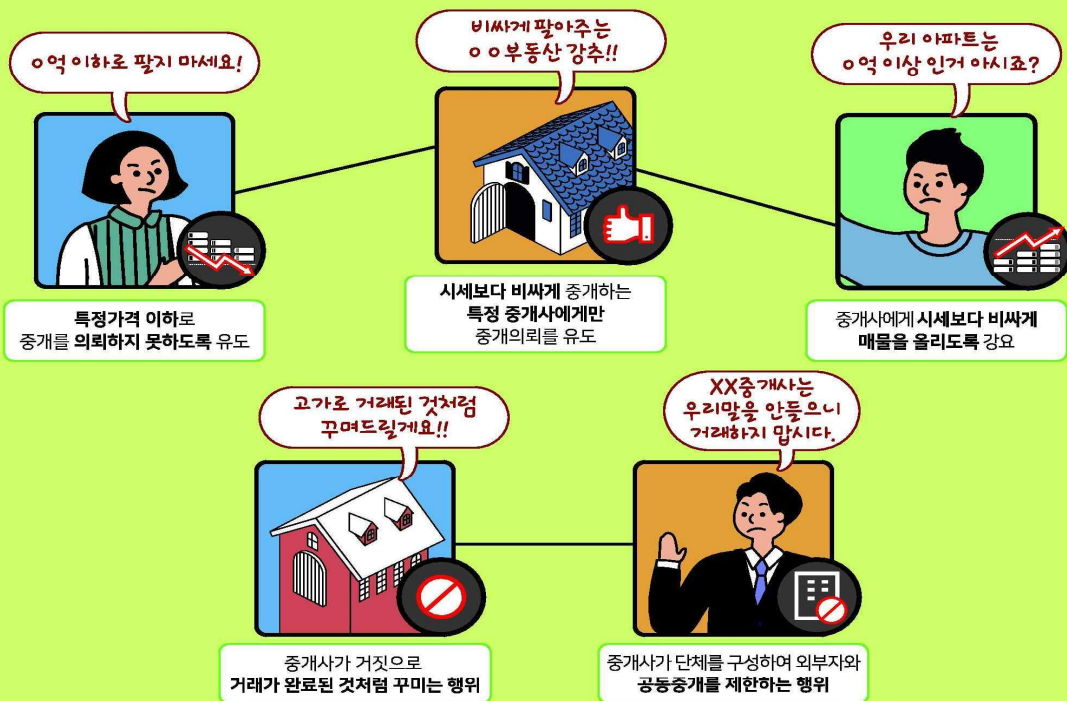 ㅇ억 이하로 팔지 마세요!
비싸게 팔아주는
ㅇㅇ부동산 강추!!
우리 아파트는
ㅇ억 이상 인거 아시죠?
특정가격 이하로
중개를 의뢰하지 못하도록 유도
시세보다 비싸게 중개하는
특정 중개사에게만
중개의뢰를 유도
중개사에게 시세보다 비싸게
매물을 올리도록 강요
고가로 거래된 것처럼
꾸며드릴게요!!
XX중개사는
우리말을 안들으니
거래하지 맙시다.
중개사가 거짓으로
거래가 완료된 것처럼 꾸미는 행위
중개사가 단체를 구성하여 외부자와
공동중개를 제한하는 행위